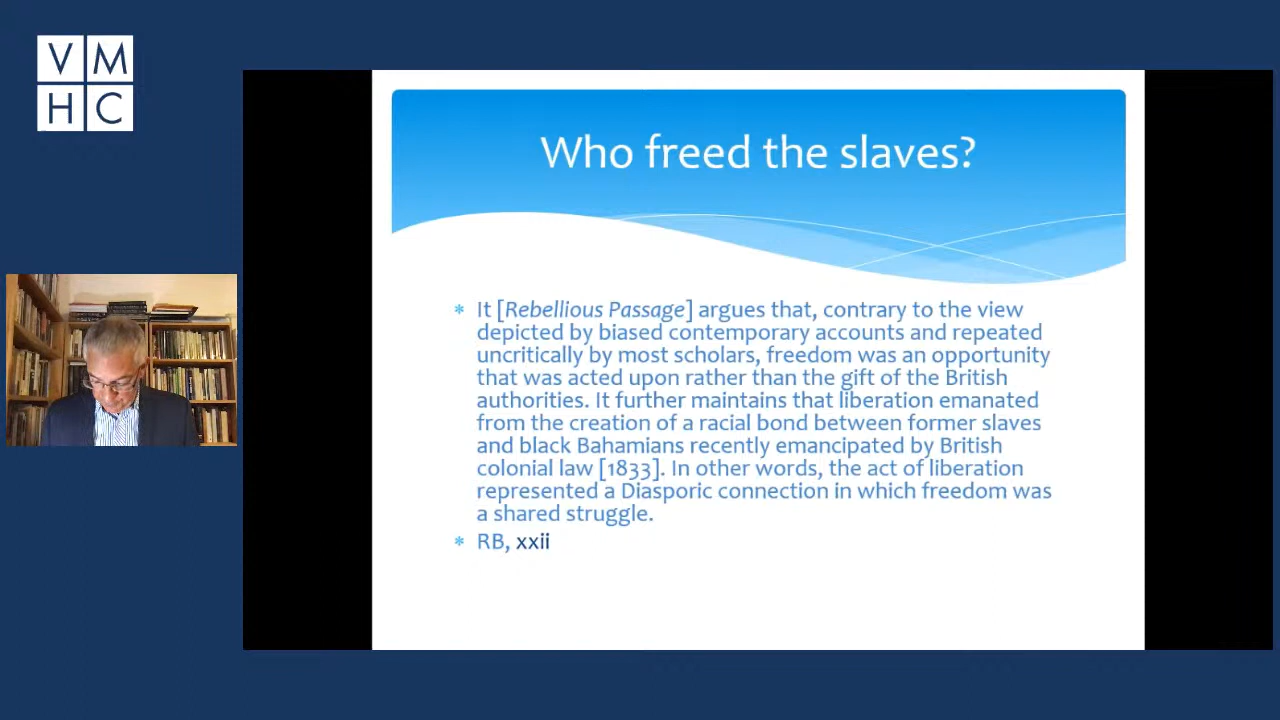 V M
H C
Who freed the slaves?
* It [Rebellious Passage] argues that, contrary to the view
depicted by biased contemporary accounts and repeated
uncritically by most scholars, freedom was an opportunity
that was acted upon rather than the gift of the British
authorities. It further maintains that liberation emanated
from the creation of a racial bond between former slaves
and black Bahamians recently emancipated by British
colonial law [1833]. In other words, the act of liberation
represented a Diasporic connection in which freedom was
a shared struggle.
* RB, xxii